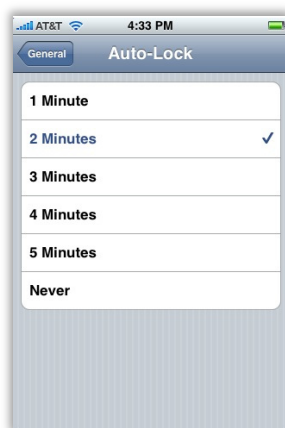 AT&T 4:33 PM
General Auto-Lock
1 Minute
2 Minutes
3 Minutes
4 Minutes
5 Minutes
Never